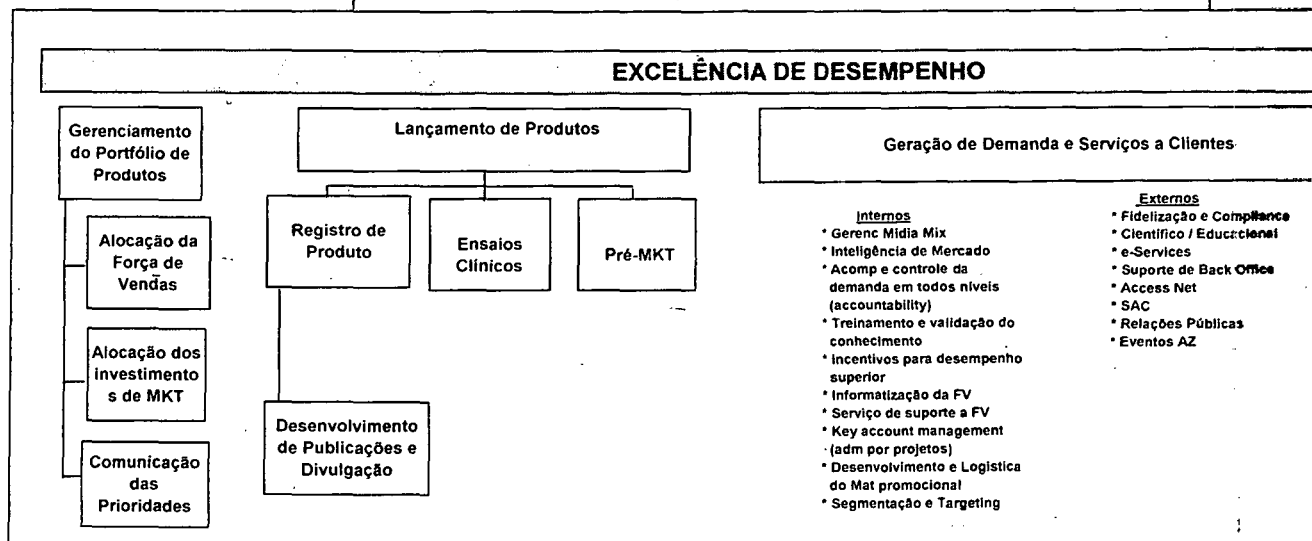 EXCELÊNCIA DE DESEMPENHO
Gerenciamento
do Portfólio de
Produtos
Alocação da
Força de
Vendas
Alocação dos
investimento
s de MKT
Comunicação
das
Prioridades
Lançamento de Produtos
Registro de
Produto
Ensaios
Clínicos
Pré-MKT
Desenvolvimento
de Publicações e
Divulgação
Geração de Demanda e Serviços a Clientes
Internos
* Gerenc Midia Mix
* Inteligência de Mercado
* Acomp e controle da
demanda em todos níveis
(accountability)
* Treinamento e validação do
conhecimento
* Incentivos para desempenho
superior
* Informatização da FV
* Serviço de suporte a FV
* Key account management
(adm por projetos)
* Desenvolvimento e Logistica
do Mat promocional
* Segmentação e Targeting
Externos
* Fidelização e Compliance
* Científico / Educacional
* e-Services
* Suporte de Back Office
* Access Net
* SAC
* Relações Públicas
* Eventos AZ